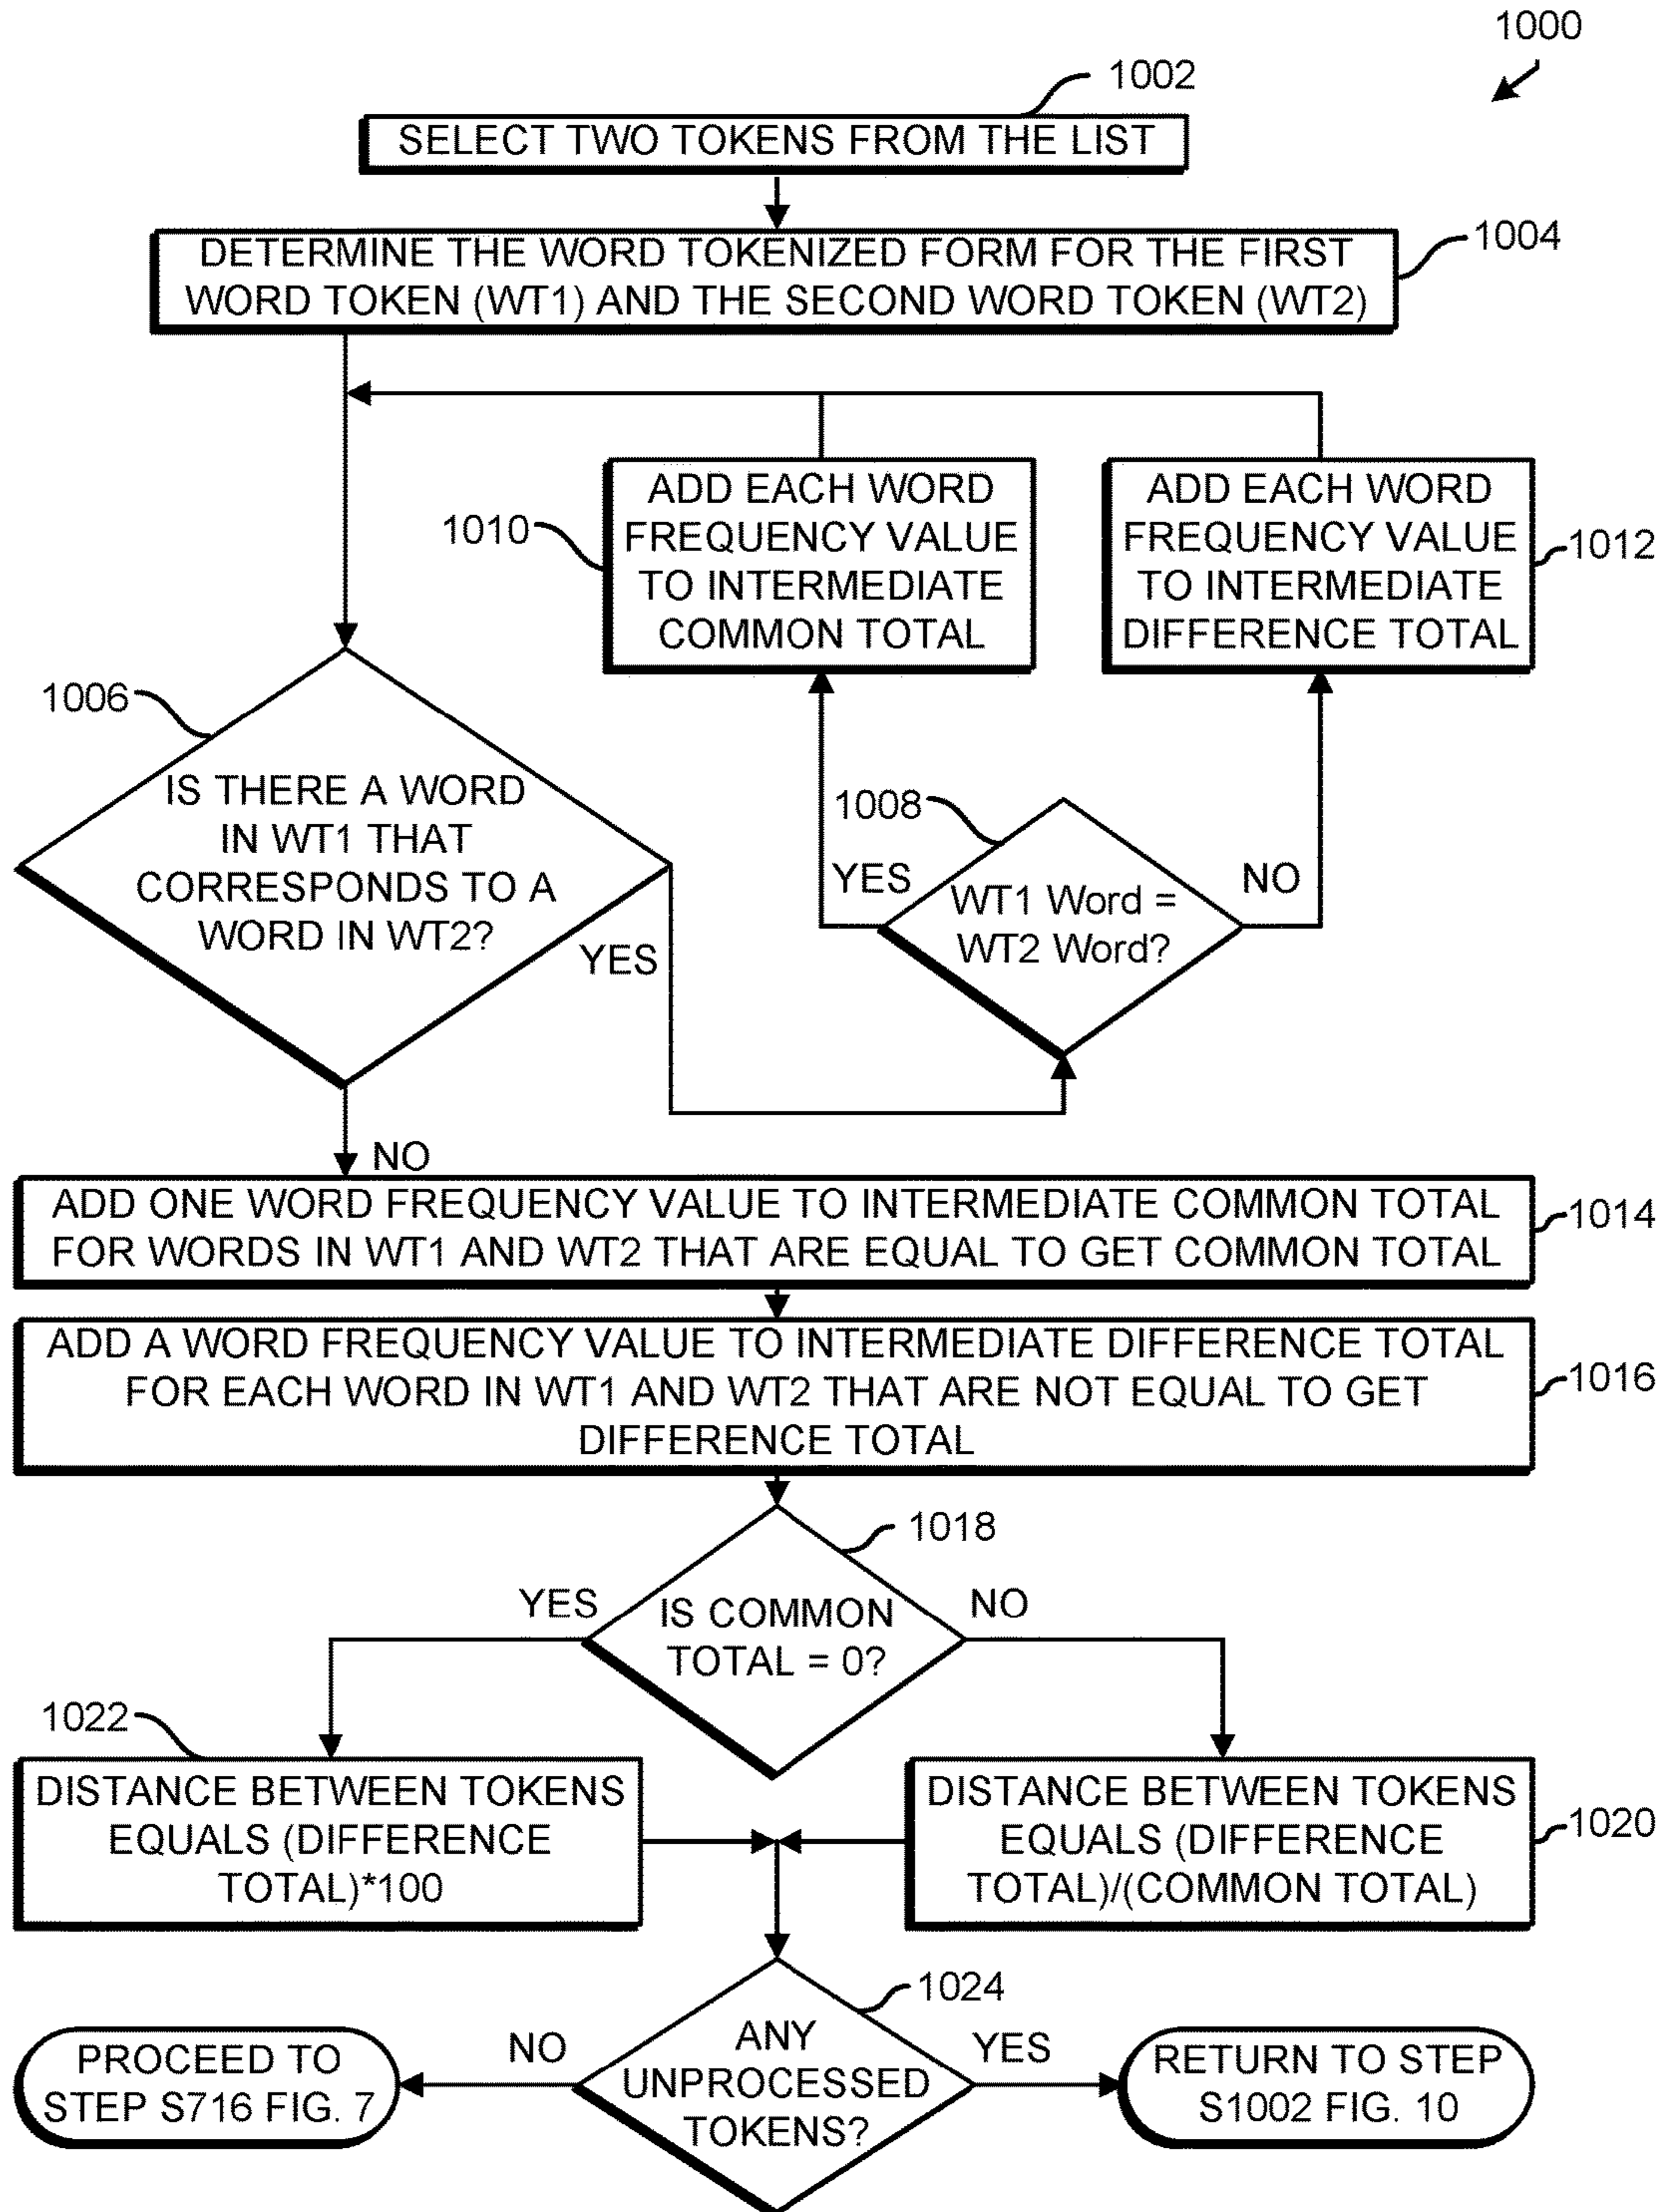 1000
1002
SELECT TWO TOKENS FROM THE LIST
1004
DETERMINE THE WORD TOKENIZED FORM FOR THE FIRST
WORD TOKEN (WT1) AND THE SECOND WORD TOKEN (WT2)
1010
ADD EACH WORD
FREQUENCY VALUE
TO INTERMEDIATE
COMMON TOTAL
ADD EACH WORD
FREQUENCY VALUE
TO INTERMEDIATE
DIFFERENCE TOTAL
1012
1006
IS THERE A WORD
IN WT1 THAT
CORRESPONDS TO A
WORD IN WT2?
YES
1008
YES
WT1 Word =
WT2 Word?
NO
NO
ADD ONE WORD FREQUENCY VALUE TO INTERMEDIATE COMMON TOTAL
FOR WORDS IN WT1 AND WT2 THAT ARE EQUAL TO GET COMMON TOTAL
1014
ADD A WORD FREQUENCY VALUE TO INTERMEDIATE DIFFERENCE TOTAL
FOR EACH WORD IN WT1 AND WT2 THAT ARE NOT EQUAL TO GET
DIFFERENCE TOTAL
1016
1018
YES
IS COMMON
TOTAL = 0?
NO
1022
DISTANCE BETWEEN TOKENS
EQUALS (DIFFERENCE
TOTAL)*100
DISTANCE BETWEEN TOKENS
EQUALS (DIFFERENCE
TOTAL)/(COMMON TOTAL)
1020
1024
NO
ANY
UNPROCESSED
TOKENS?
YES
PROCEED TO
STEP S716 FIG. 7
RETURN TO STEP
S1002 FIG. 10